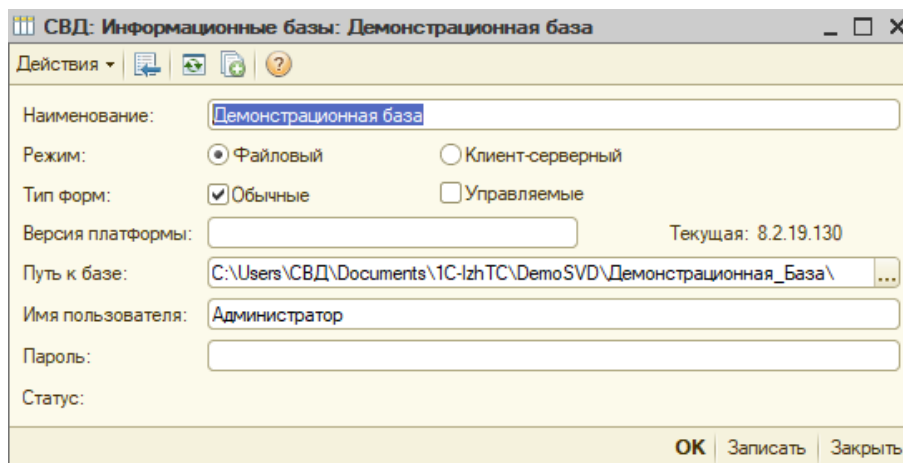 СВД: Информационные базы: Демонстрационная база
Действия
Наименование: Демонстрационная база
Режим: Файловый Клиент-серверный
Тип форм: Обычные Управляемые
Версия платформы: Текущая: 8.2.19.130
Путь к базе: C:\Users\СВД\Documents\1C-IzhTC\DemoSVD\Демонстрационная_База\ ...
Имя пользователя: Администратор
Пароль:
Статус:
ОК Записать Закрыть